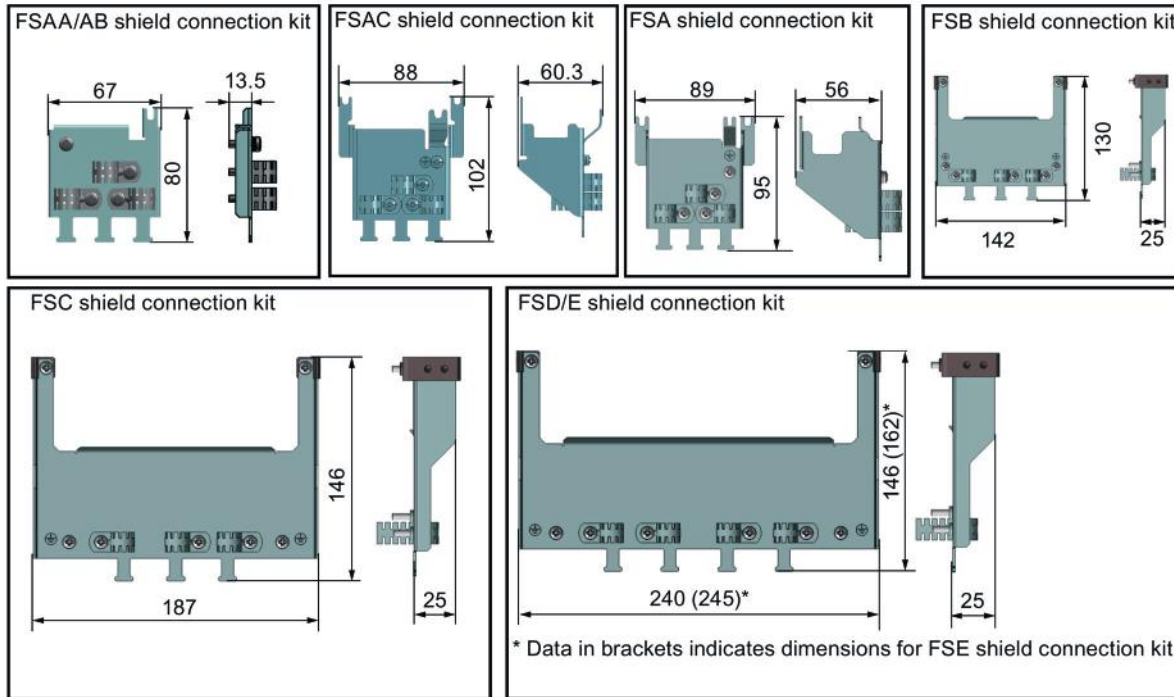 FSAA/AB shield connection kit
67
13.5
80
FSAC shield connection kit
88
60.3
102
FSA shield connection kit
89
56
95
FSB shield connection kit
130
142
25
FSC shield connection kit
146
187
25
FSD/E shield connection kit
146 (162)*
240 (245)*
25
* Data in brackets indicates dimensions for FSE shield connection kit